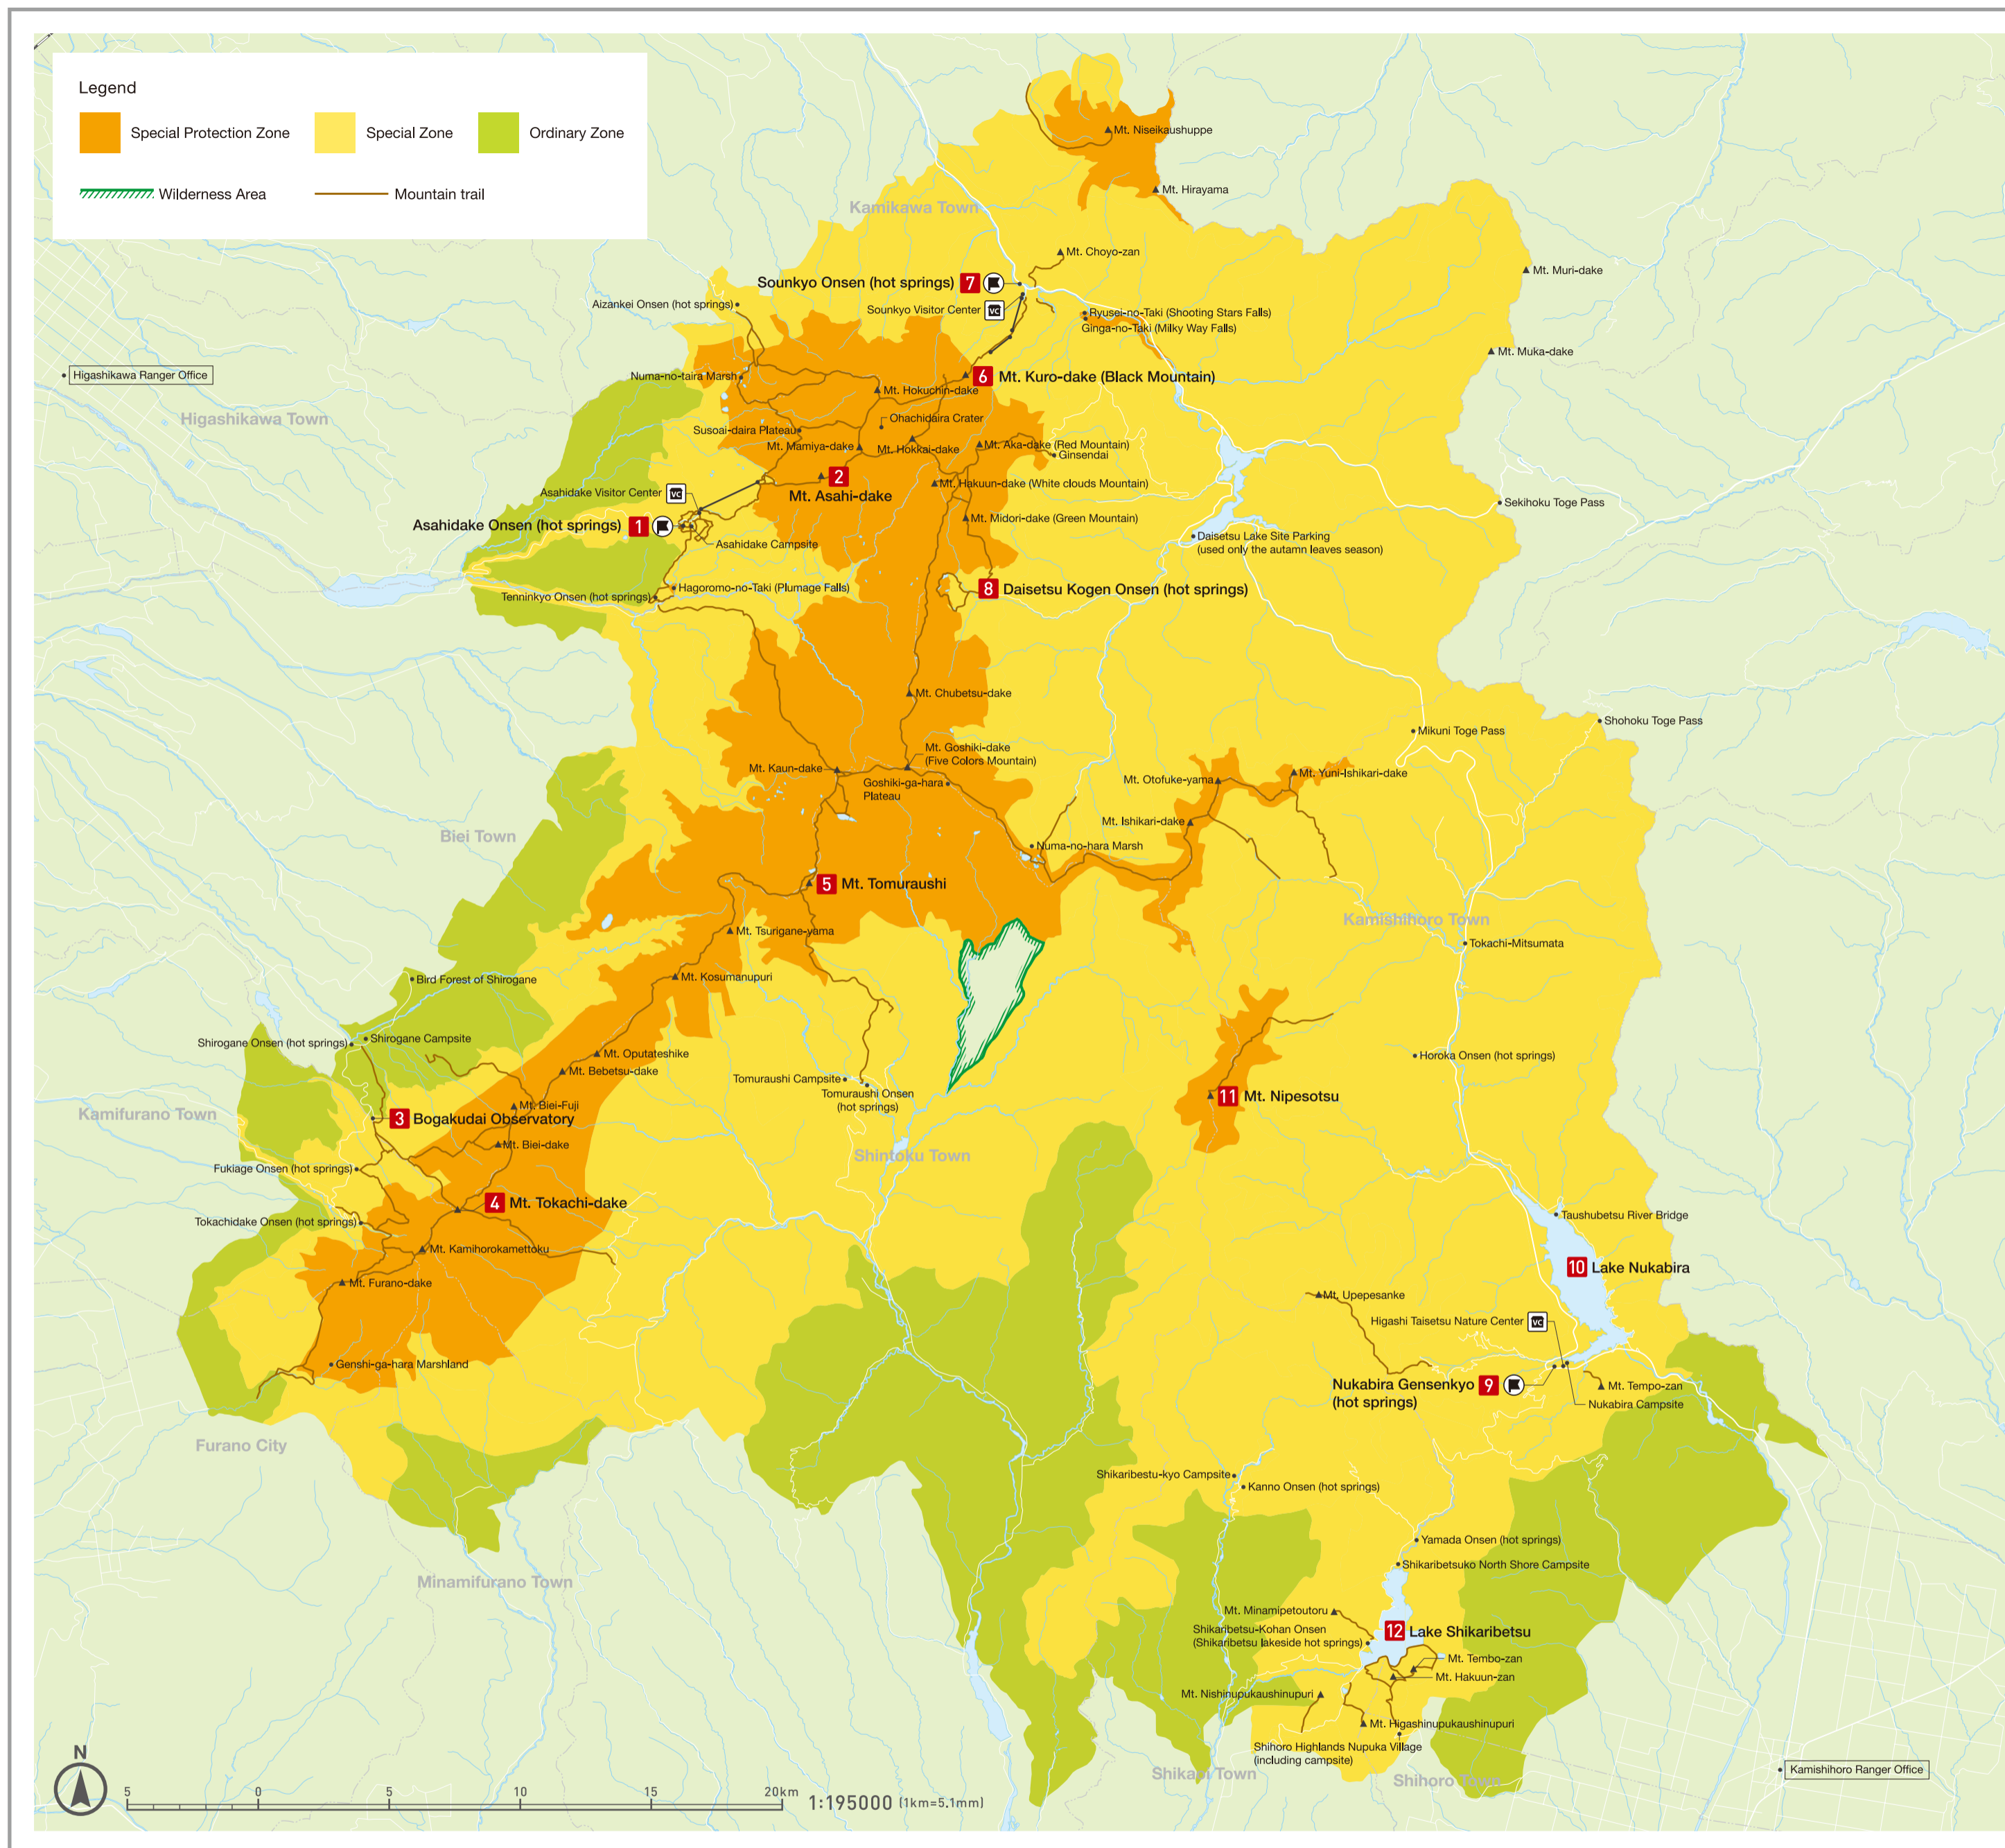 Legend
Special Protection Zone
Special Zone
Ordinary Zone
Wilderness Area
Mountain trail
Mt. Niseikaushuppe
Mt. Hirayama
Kamikawa Town
Mt. Choyo-zan
Mt. Muri-dake
Sounkyo Onsen (hot springs) 7
Aizankei Onsen (hot springs)
Sounkyo Visitor Center VC
Ryusei-no-Taki (Shooting Stars Falls)
Ginga-no-Taki (Milky Way Falls)
Mt. Muka-dake
Higashikawa Ranger Office
Numa-no-taira Marsh
6 Mt. Kuro-dake (Black Mountain)
Mt. Hokuchin-dake
Higashikawa Town
Ohachidaira Crater
Susoai-daira Plateau
Mt. Mamiya-dake
Mt. Hokkai-dake
Mt. Aka-dake (Red Mountain)
Ginsendai
2
Mt. Asahi-dake
Mt. Hakuun-dake (White clouds Mountain)
Asahidake Visitor Center VC
Sekihoku Toge Pass
Mt. Midori-dake (Green Mountain)
Asahidake Onsen (hot springs) 1
Asahidake Campsite
Daisetsu Lake Site Parking
(used only the autamn leaves season)
Hagoromo-no-Taki (Plumage Falls)
8 Daisetsu Kogen Onsen (hot springs)
Tenninkyo Onsen (hot springs)
Mt. Chubetsu-dake
Shohoku Toge Pass
Mikuni Toge Pass
Mt. Goshiki-dake
(Five Colors Mountain)
Mt. Kaun-dake
Goshiki-ga-hara
Plateau
Mt. Otofuke-yama
Mt. Yuni-Ishikari-dake
Mt. Ishikari-dake
Biei Town
Numa-no-hara Marsh
5 Mt. Tomuraushi
Kamishihoro Town
Mt. Tsurigane-yama
Tokachi-Mitsumata
Mt. Kosumanupuri
Bird Forest of Shirogane
Shirogane Onsen (hot springs)
Shirogane Campsite
Mt. Oputateshike
Horoka Onsen (hot springs)
Mt. Bebetsu-dake
Tomuraushi Campsite
Tomuraushi Onsen
(hot springs)
11 Mt. Nipesotsu
Mt. Biei-Fuji
Kamifurano Town
3 Bogakudai Observatory
Mt. Biei-dake
Shintoku Town
Fukiage Onsen (hot springs)
4 Mt. Tokachi-dake
Taushubetsu River Bridge
Tokachidake Onsen (hot springs)
Mt. Kamihorokamettoku
10 Lake Nukabira
Mt. Furano-dake
Mt. Upepesanke
Higashi Taisetsu Nature Center VC
Genshi-ga-hara Marshland
Nukabira Gensenkyo 9
(hot springs)
Mt. Tempo-zan
Nukabira Campsite
Furano City
Shikaribestu-kyo Campsite
Kanno Onsen (hot springs)
Yamada Onsen (hot springs)
Shikaribetsuko North Shore Campsite
Minamifurano Town
Mt. Minamipetoutoru
Shikaribetsu-Kohan Onsen
(Shikaribetsu lakeside hot springs)
12 Lake Shikaribetsu
Mt. Tembo-zan
Mt. Hakuun-zan
Mt. Nishinupukaushinupuri
Mt. Higashinupukaushinupuri
Shihoro Highlands Nupuka Village
(including campsite)
Shikaoi Town
Shihoro Town
Kamishihoro Ranger Office
N
5 0 5 10 15 20km
1:195000 (1km=5.1mm)